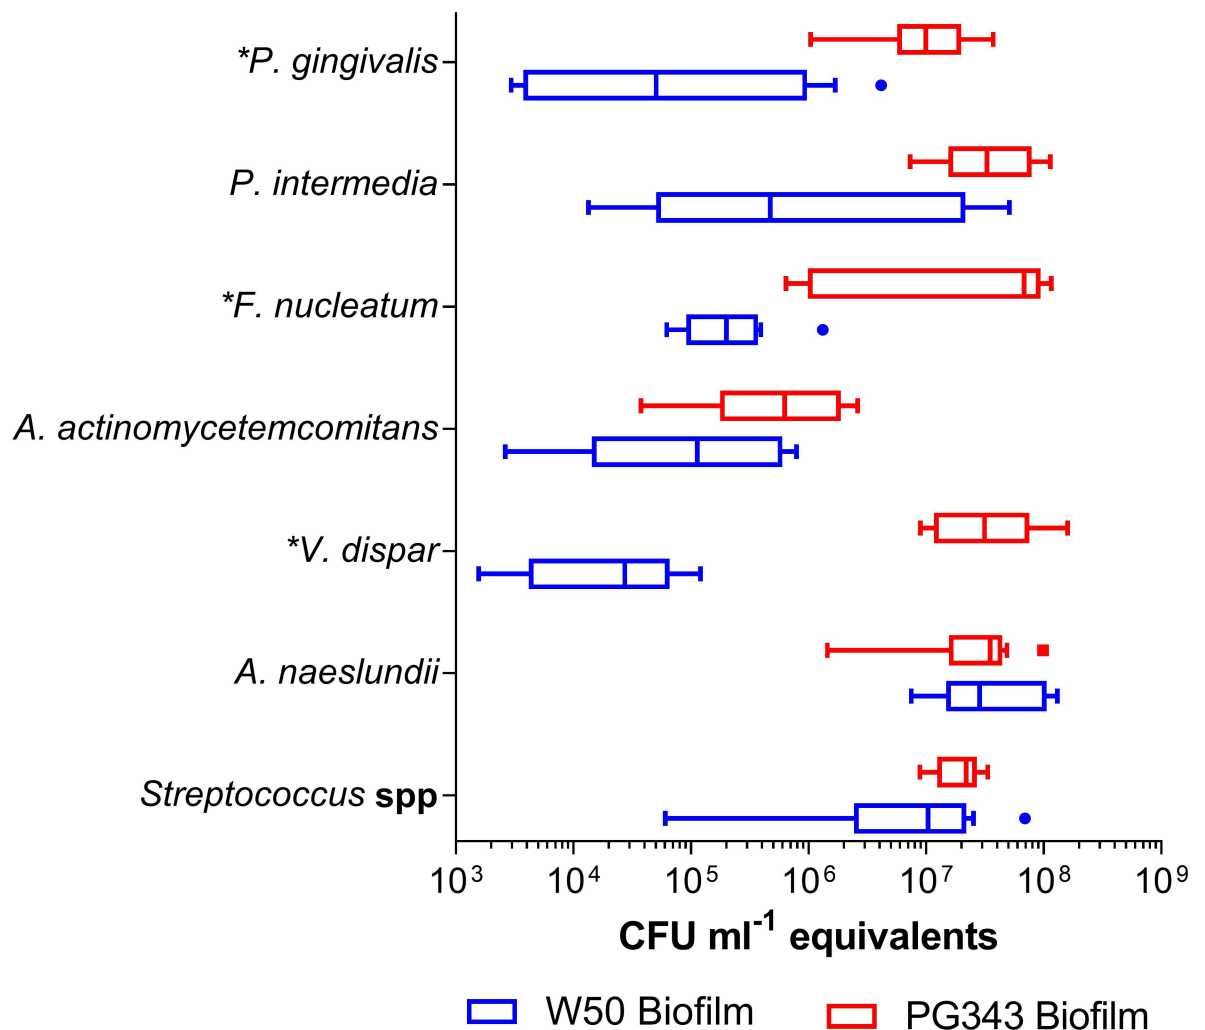 *P. gingivalis
P. intermedia
*F. nucleatum
A. actinomycetemcomitans
*V. dispar
A. naeslundii
Streptococcus spp
10³ 10⁴ 10⁵ 10⁶ 10⁷ 10⁸ 10⁹
CFU ml⁻¹ equivalents
W50 Biofilm PG343 Biofilm